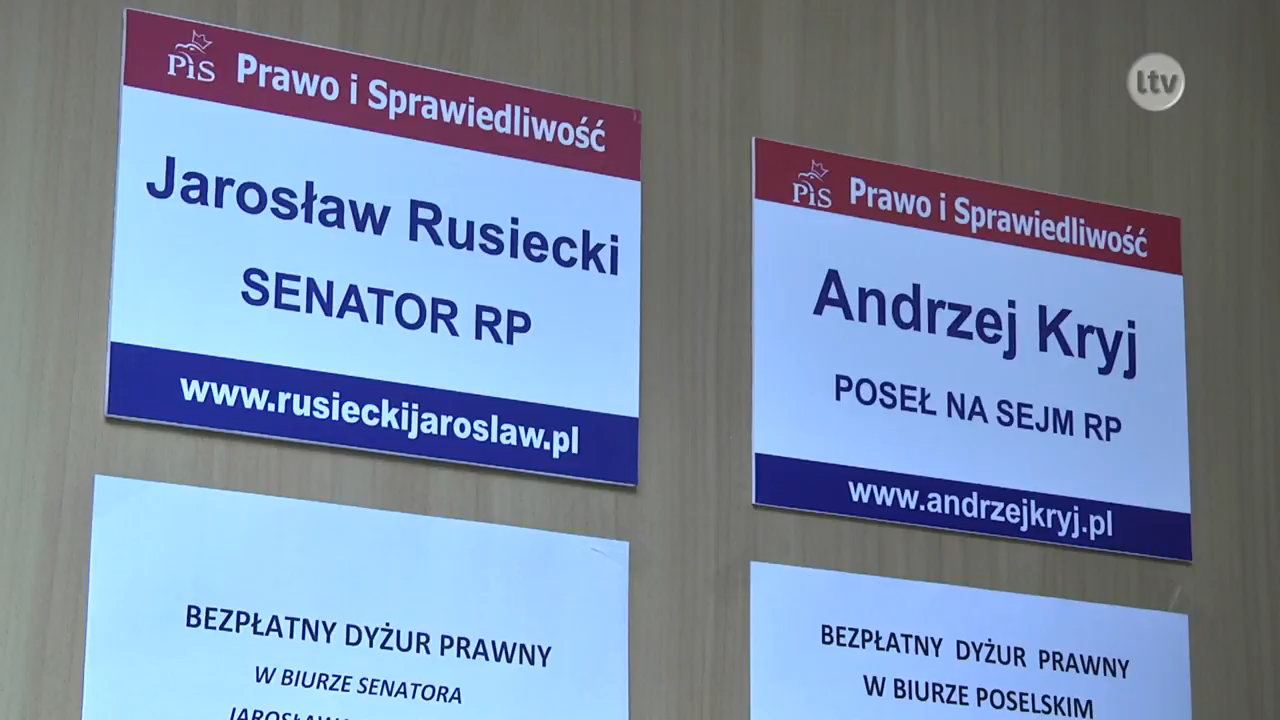 PiS Prawo i Sprawiedliwość
Jarosław Rusiecki
SENATOR RP
www.rusieckijaroslaw.pl
BEZPŁATNY DYŻUR PRAWNY
W BIURZE SENATORA
ltv
PiS Prawo i Sprawiedliwość
Andrzej Kryj
POSEŁ NA SEJM RP
www.andrzejkryj.pl
BEZPŁATNY DYŻUR PRAWNY
W BIURZE POSELSKIM